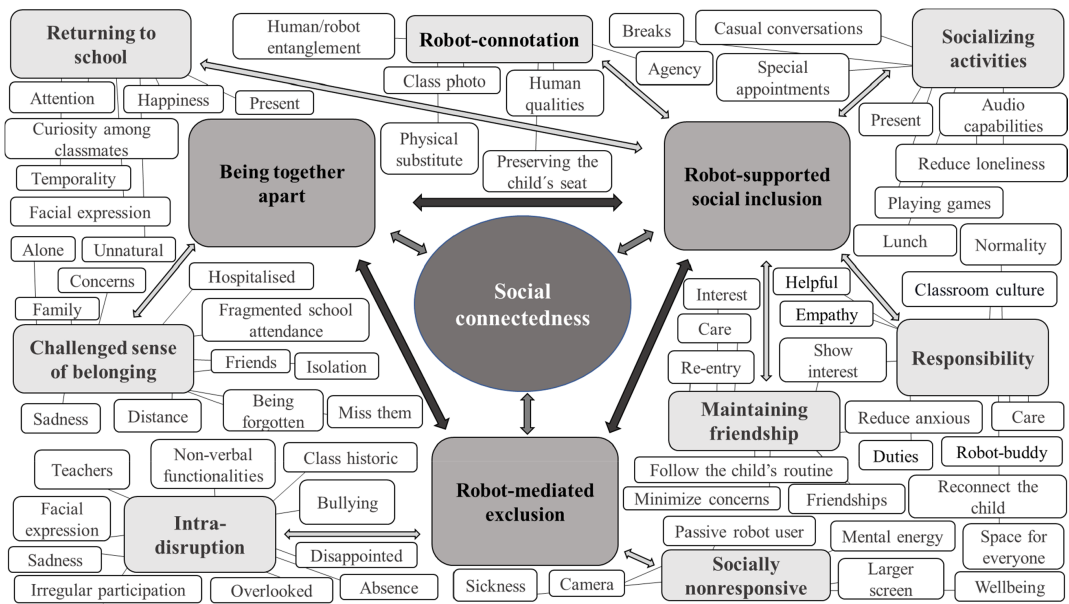 Returning to
school
Human/robot
entanglement
Robot-connotation
Breaks
Casual conversations
Socializing
activities
Class photo
Human
qualities
Agency
Special
appointments
Attention
Happiness
Present
Present
Audio
capabilities
Curiosity among
classmates
Physical
substitute
Preserving the
child´s seat
Reduce loneliness
Temporality
Being together
apart
Robot-supported
social inclusion
Playing games
Facial expression
Lunch
Normality
Alone
Unnatural
Concerns
Hospitalised
Social
connectedness
Interest
Helpful
Classroom culture
Family
Fragmented school
attendance
Care
Empathy
Challenged sense
of belonging
Friends
Isolation
Re-entry
Show
interest
Responsibility
Sadness
Distance
Being
forgotten
Miss them
Maintaining
friendship
Reduce anxious
Care
Duties
Robot-buddy
Teachers
Non-verbal
functionalities
Class historic
Robot-mediated
exclusion
Follow the child’s routine
Minimize concerns
Friendships
Reconnect the
child
Facial
expression
Intra-
disruption
Bullying
Passive robot user
Mental energy
Space for
everyone
Sadness
Disappointed
Socially
nonresponsive
Larger
screen
Wellbeing
Irregular participation
Overlooked
Absence
Sickness
Camera